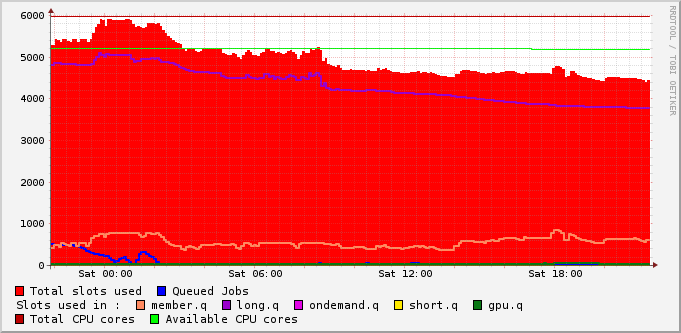 6000
5000
4000
3000
2000
1000
0
Sat 00:00 Sat 06:00 Sat 12:00 Sat 18:00
RRDTOOL / TOBI OETIKER
Total slots used Queued Jobs
Slots used in : member.q long.q ondemand.q short.q gpu.q
Total CPU cores Available CPU cores